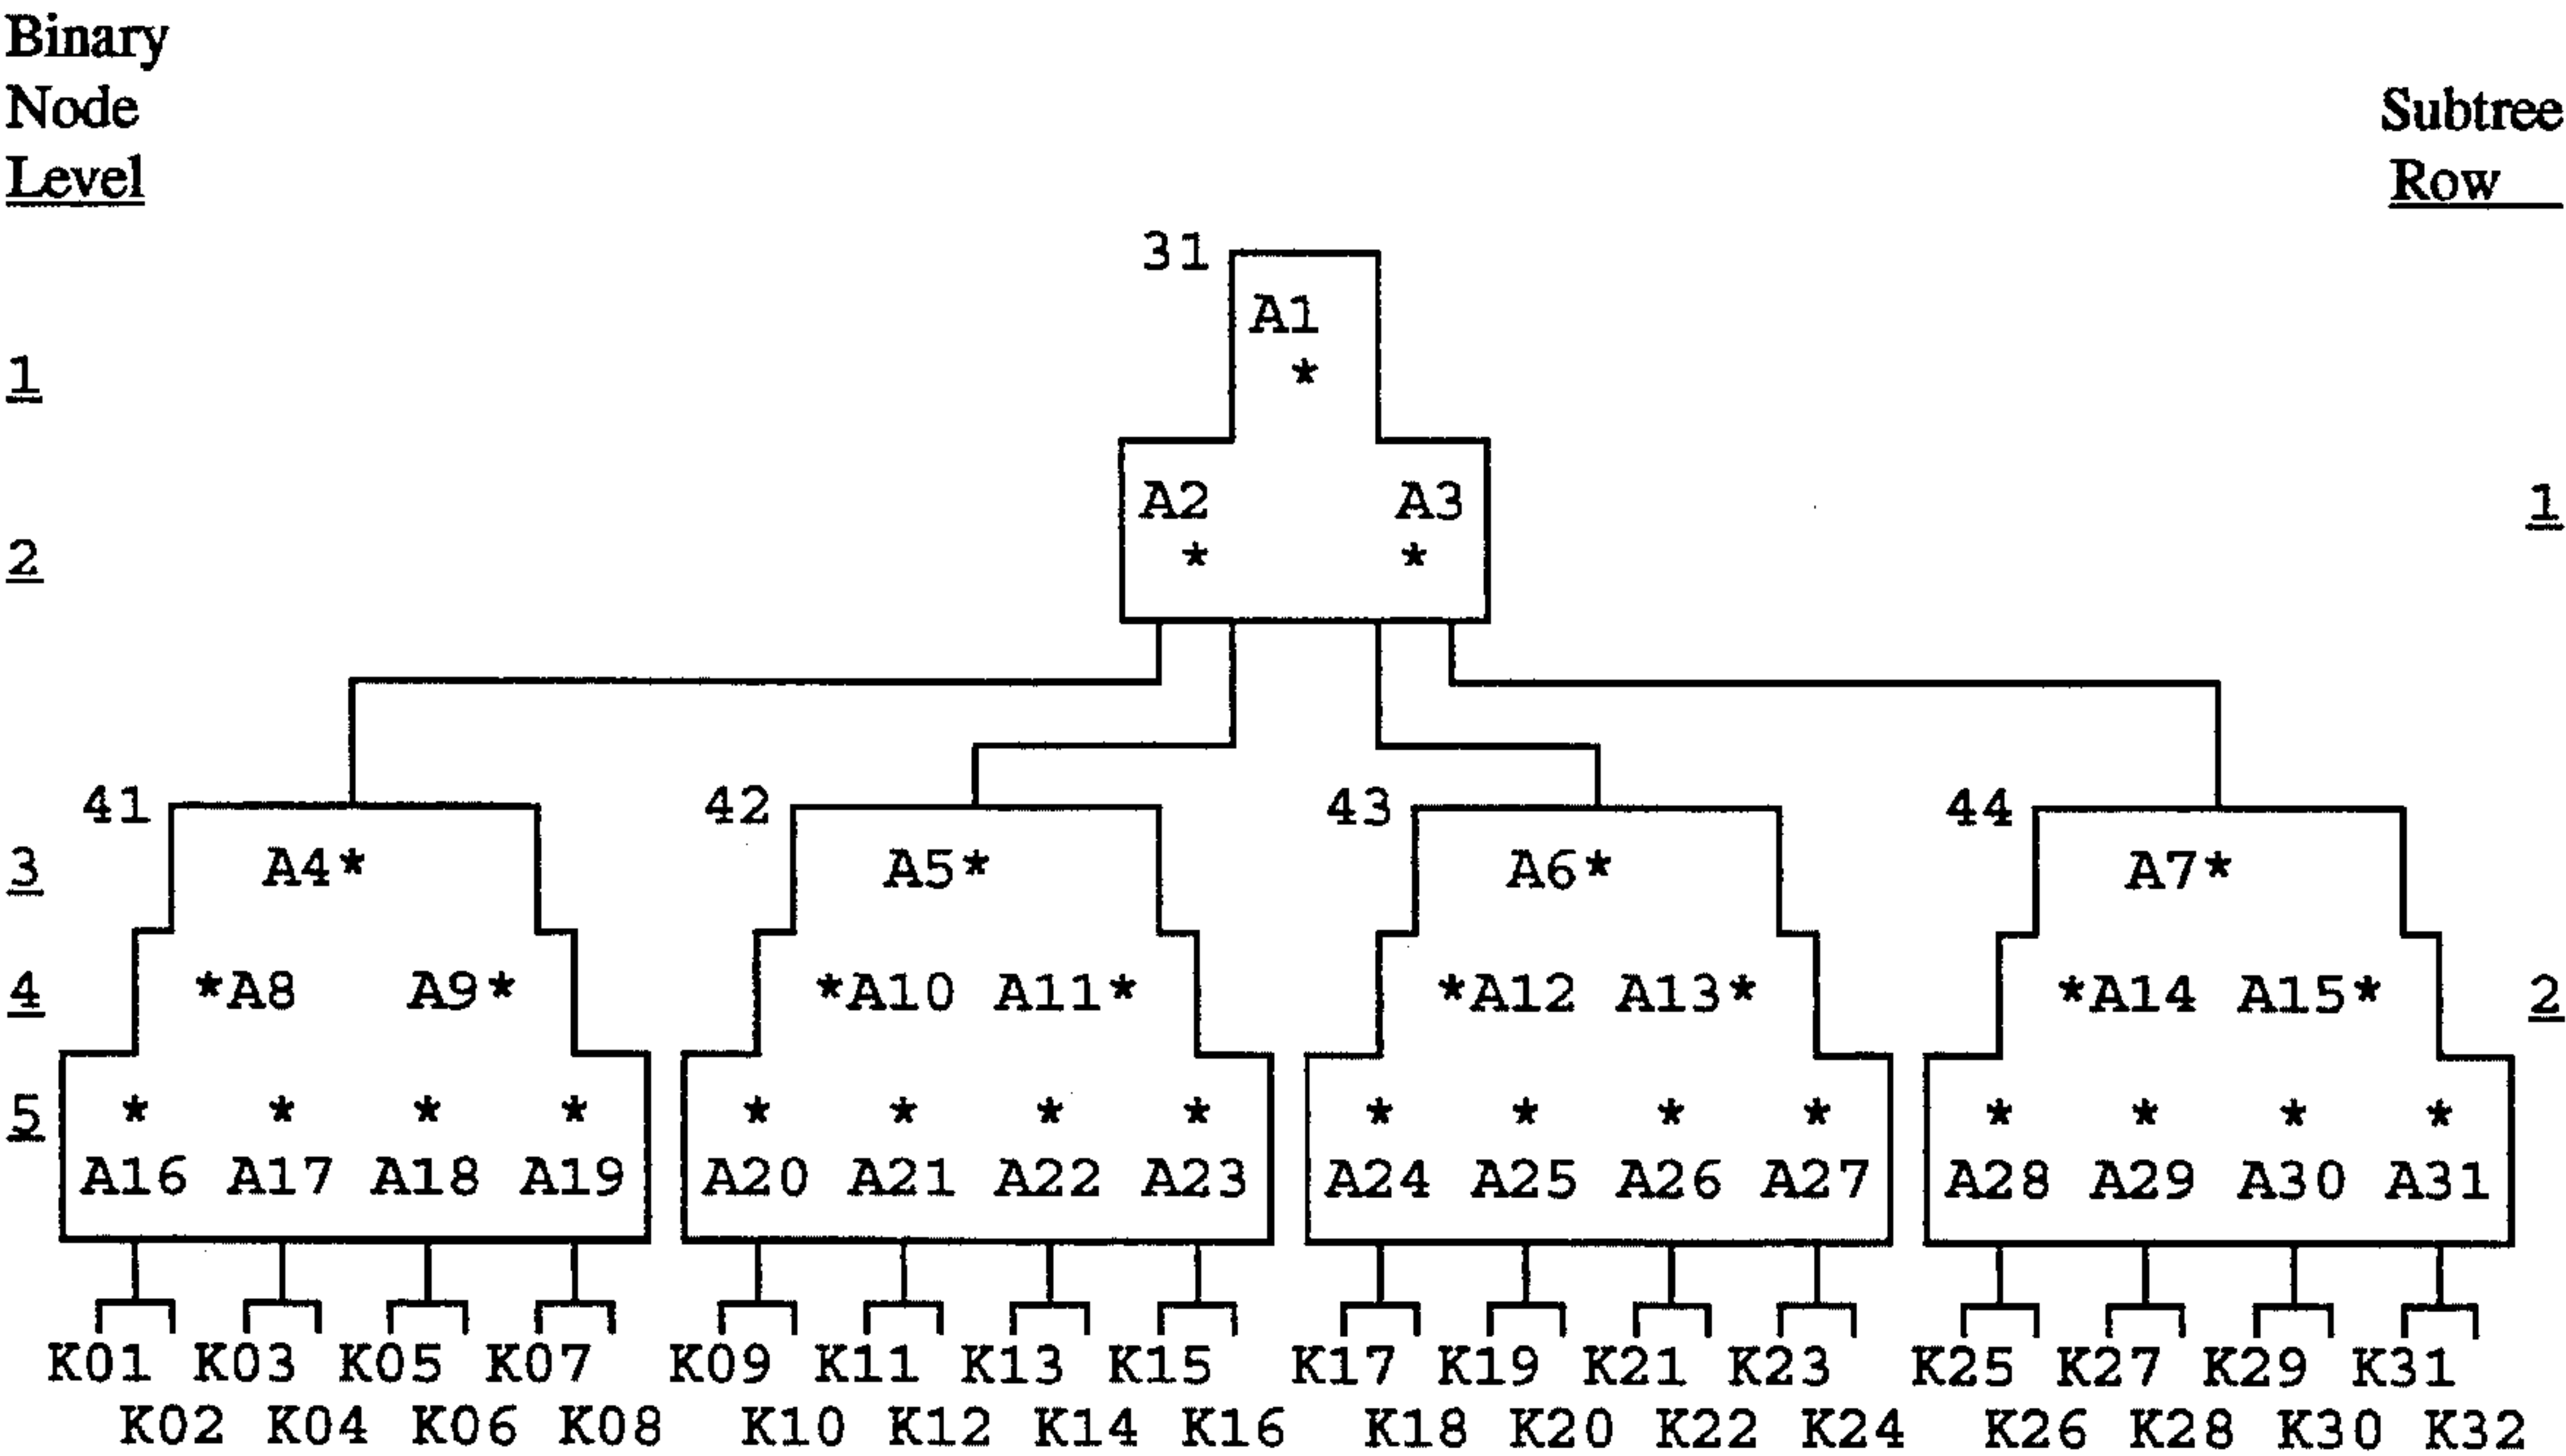 Binary
Node
Level
Subtree
Row
31
A1
*
1
A2 A3
* *
1
2
41 42 43 44
3 A4* A5* A6* A7*
4 *A8 A9* *A10 A11* *A12 A13* *A14 A15* 2
5 * * * * * * * * * * * * * * * *
A16 A17 A18 A19 A20 A21 A22 A23 A24 A25 A26 A27 A28 A29 A30 A31
K01 K03 K05 K07 K09 K11 K13 K15 K17 K19 K21 K23 K25 K27 K29 K31
K02 K04 K06 K08 K10 K12 K14 K16 K18 K20 K22 K24 K26 K28 K30 K32